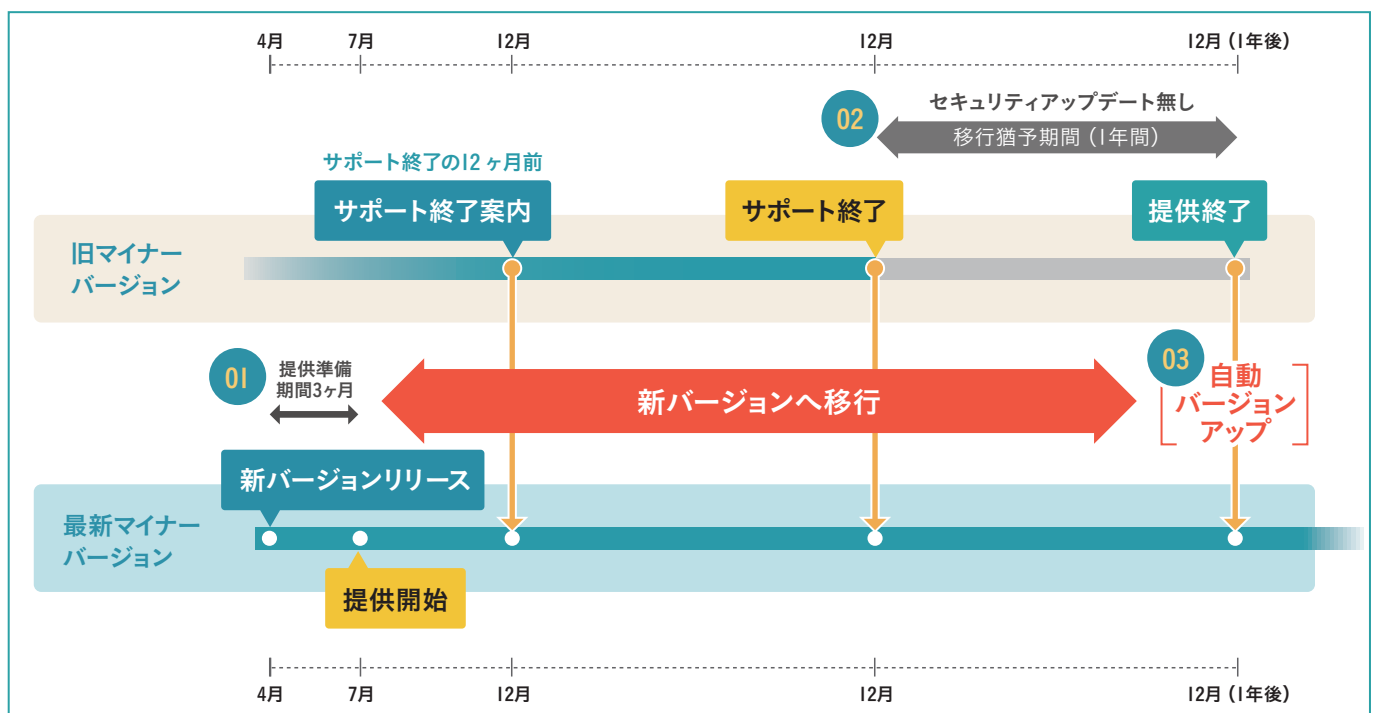 4月
7月
12月
12月
12月 (1年後)
02
セキュリティアップデート無し
移行猶予期間 (1年間)
サポート終了の12 ヶ月前
サポート終了案内
サポート終了
提供終了
旧マイナー
バージョン
01
提供準備
期間3ヶ月
新バージョンへ移行
03
自動
バージョン
アップ
新バージョンリリース
最新マイナー
バージョン
提供開始
4月
7月
12月
12月
12月 (1年後)